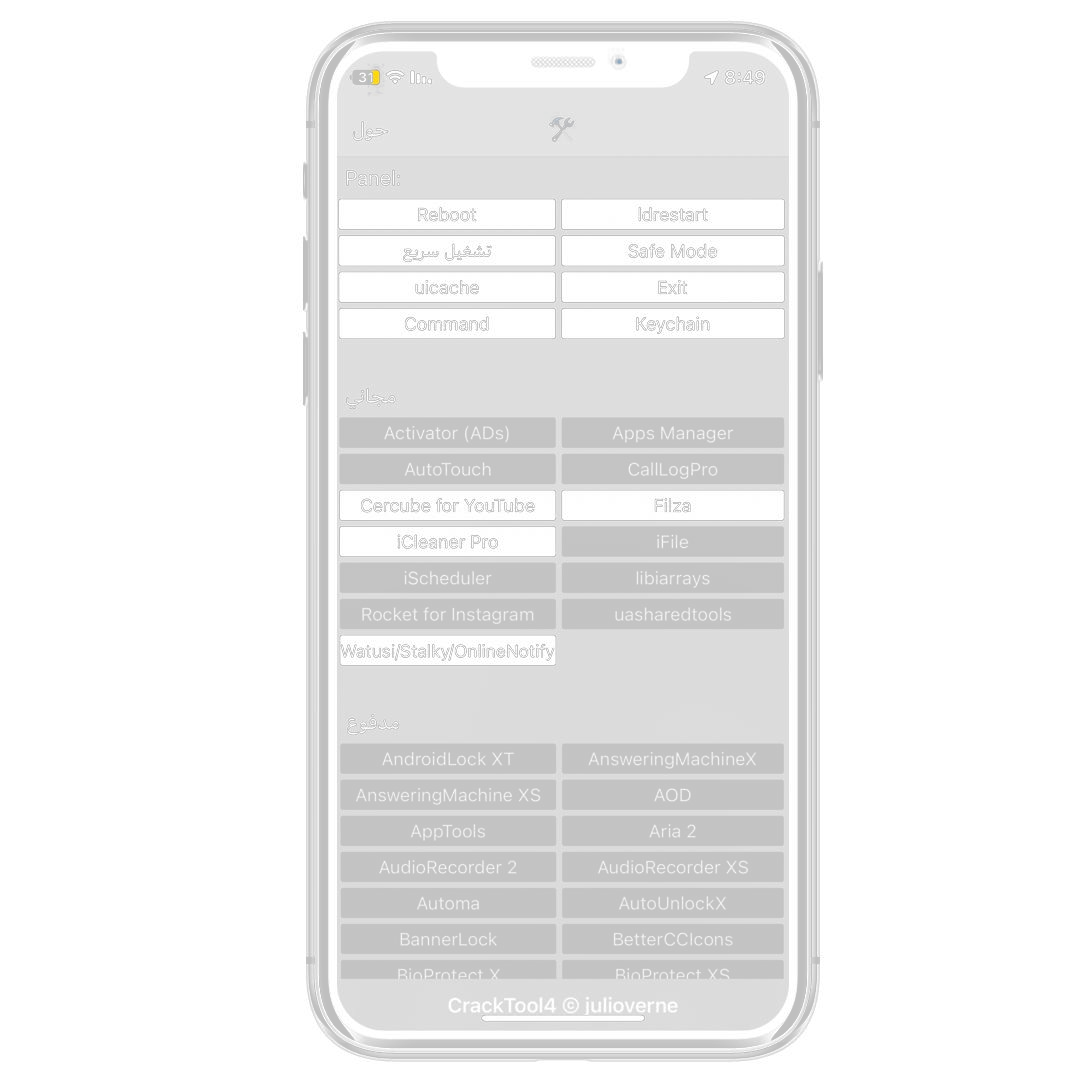 31 8:49
حول
Panel:
Reboot ldrestart
تشغيل سريع Safe Mode
uicache Exit
Command Keychain
مجاني
Activator (ADs) Apps Manager
AutoTouch CallLogPro
Cercube for YouTube Filza
iCleaner Pro iFile
iScheduler libiarrays
Rocket for Instagram uasharedtools
Watusi/Stalky/OnlineNotify
مدفوع
AndroidLock XT AnsweringMachineX
AnsweringMachine XS AOD
AppTools Aria 2
AudioRecorder 2 AudioRecorder XS
Automa AutoUnlockX
BannerLock BetterCCIcons
BioProtect X BioProtect XS
CrackTool4 © julioverne